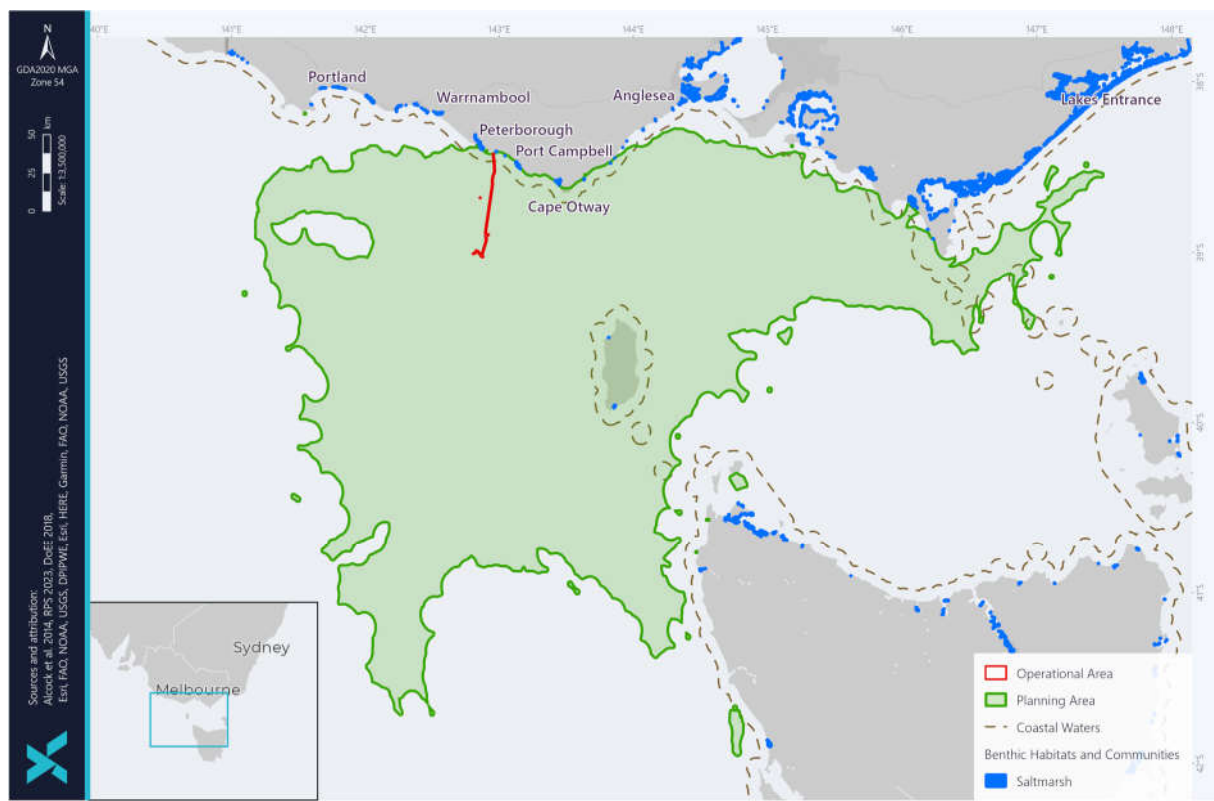 N
GDA2020 MGA
Zone 54
0 25 50 km
Scale: 1:3,500,000
Sources and attribution:
Alcock et al. 2014, RPS 2023, DoEE 2018,
Esri, FAO, NOAA, USGS, DPIPWE, Esri, HERE, Garmin, FAO, NOAA, USGS
140°E 141°E 142°E 143°E 144°E 145°E 146°E 147°E 148°E
38°S
39°S
40°S
41°S
42°S
Portland
Warrnambool
Anglesea
Lakes Entrance
Peterborough
Port Campbell
Cape Otway
Sydney
Melbourne
Operational Area
Planning Area
Coastal Waters
Benthic Habitats and Communities
Saltmarsh